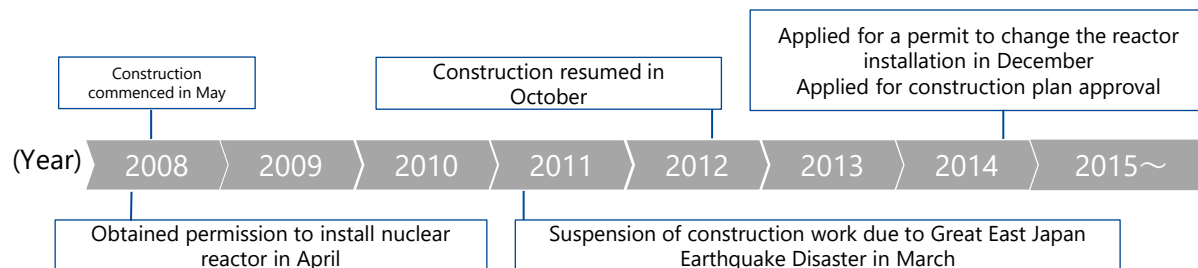 Construction
commenced in May
Construction resumed in
October
Applied for a permit to change the reactor
installation in December
Applied for construction plan approval
(Year) 2008 2009 2010 2011 2012 2013 2014 2015～
Obtained permission to install nuclear
reactor in April
Suspension of construction work due to Great East Japan
Earthquake Disaster in March